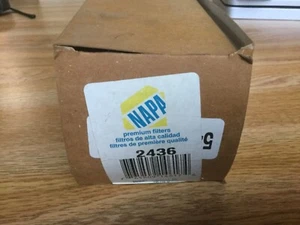 NAPA
premium filters
filtros de alta calidad
filtres de première qualité
2436